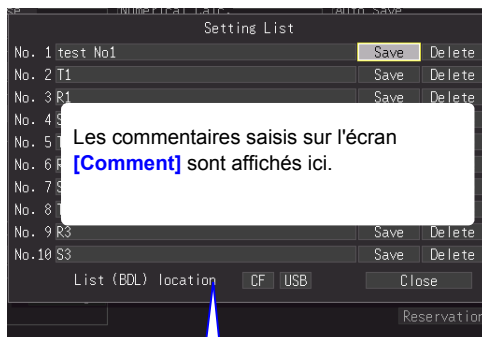 Numerical Calc. Auto Save
Setting List
No. 1 test No1 Save Delete
No. 2 T1 Save Delete
No. 3 R1 Save Delete
No. 4 S
No. 5 T
No. 6 R
No. 7 S
No. 8 T
Les commentaires saisis sur l'écran
[Comment] sont affichés ici.
No. 9 R3 Save Delete
No.10 S3 Save Delete
List (BDL) location CF USB Close
Reservation